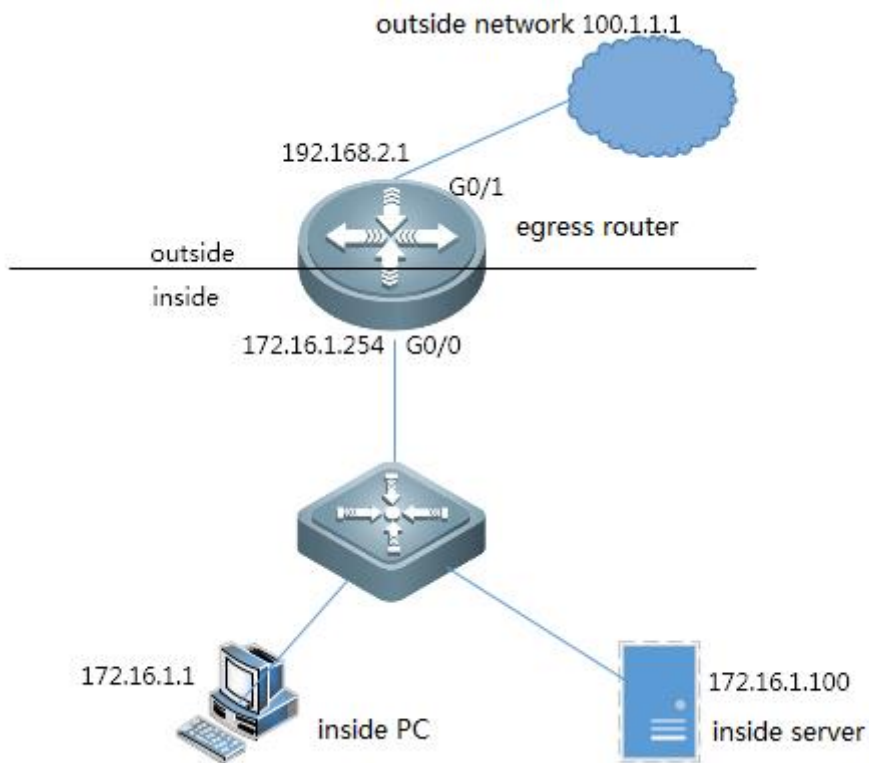 outside network 100.1.1.1
192.168.2.1
G0/1
egress router
outside
inside
172.16.1.254
G0/0
172.16.1.1
inside PC
172.16.1.100
inside server